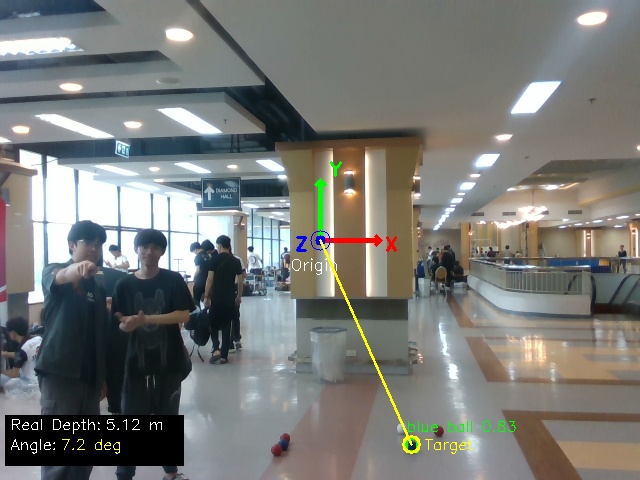 DIAMOND
HALL
Y
Z
X
Origin
blue ball 0.83
Target
Real Depth: 5.12 m
Angle: 7.2 deg